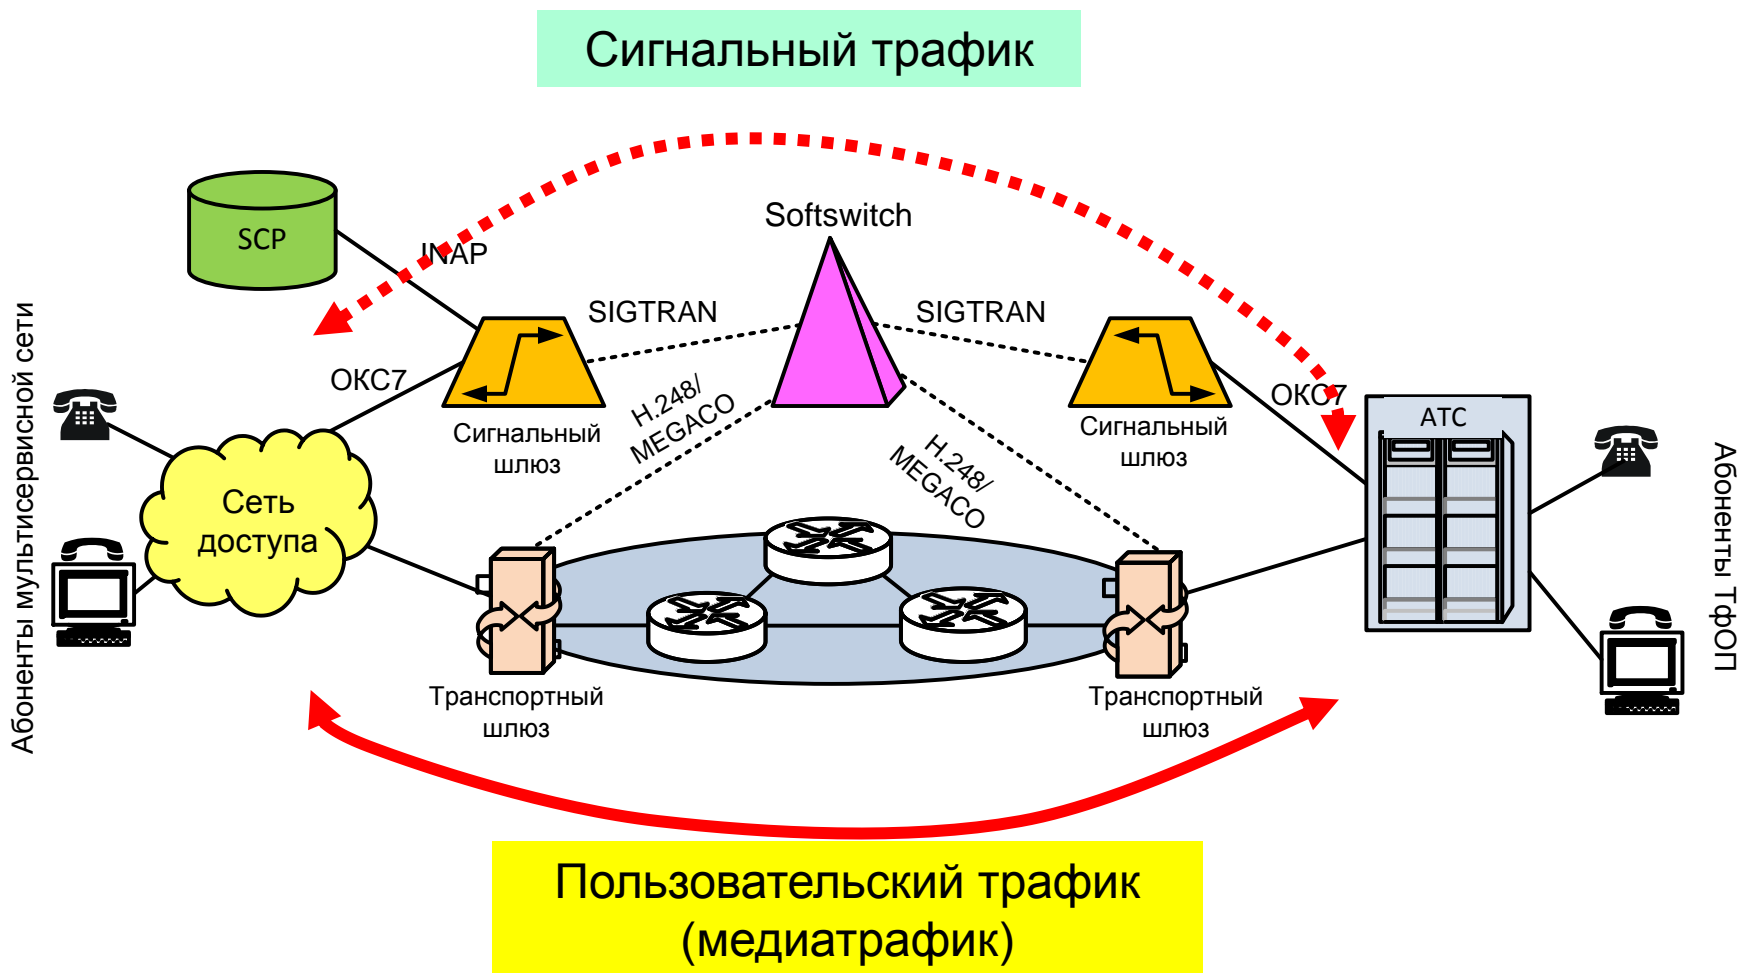 Сигнальный трафик
SCP
INAP
Softswitch
SIGTRAN
SIGTRAN
ОКС7
ОКС7
H.248/
MEGACO
H.248/
MEGACO
Сигнальный
шлюз
Сигнальный
шлюз
АТС
Абоненты мультисервисной сети
Сеть
доступа
Абоненты ТфОП
Транспортный
шлюз
Транспортный
шлюз
Пользовательский трафик
(медиатрафик)